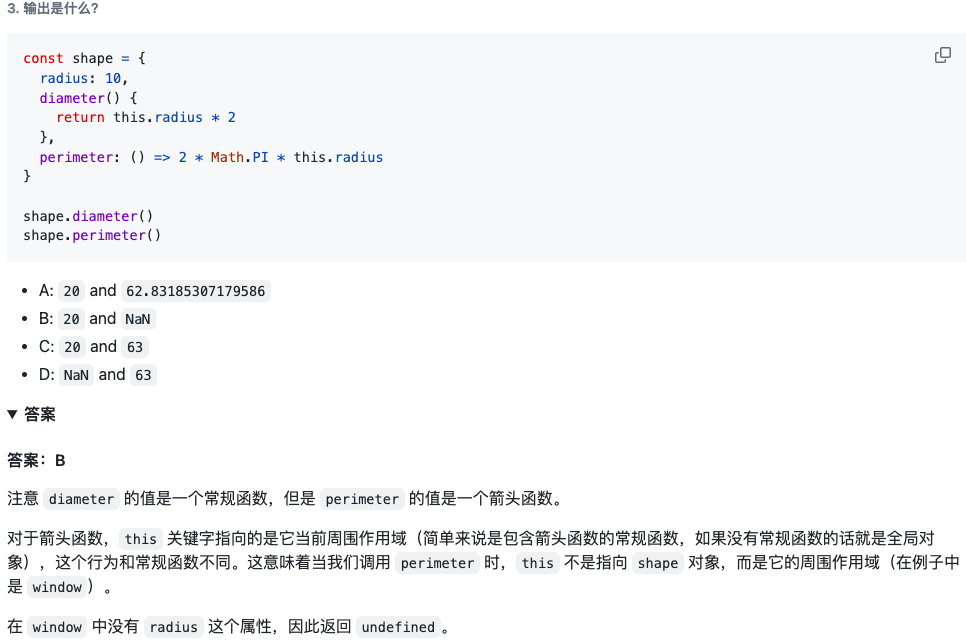 3. 输出是什么?
const shape = {
  radius: 10,
  diameter() {
    return this.radius * 2
  },
  perimeter: () => 2 * Math.PI * this.radius
}
shape.diameter()
shape.perimeter()
• A: 20 and 62.83185307179586
• B: 20 and NaN
• C: 20 and 63
• D: NaN and 63
▼ 答案
答案：B
注意 diameter 的值是一个常规函数，但是 perimeter 的值是一个箭头函数。
对于箭头函数，this 关键字指向的是它当前周围作用域（简单来说是包含箭头函数的常规函数，如果没有常规函数的话就是全局对
象），这个行为和常规函数不同。这意味着当我们调用 perimeter 时，this 不是指向 shape 对象，而是它的周围作用域（在例子中
是 window）。
在 window 中没有 radius 这个属性，因此返回 undefined。